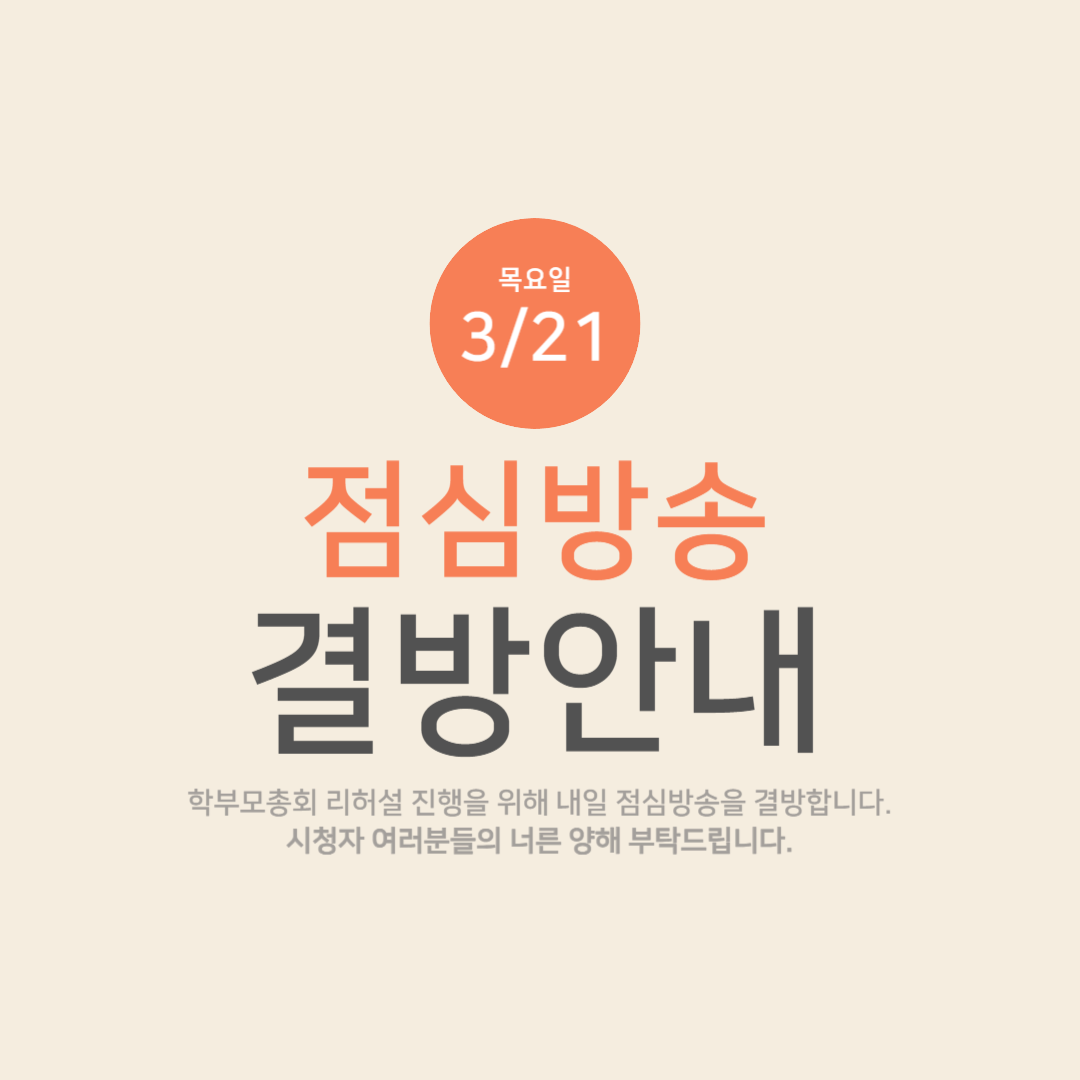 목요일
3/21
점심방송
결방안내
학부모총회 리허설 진행을 위해 내일 점심방송을 결방합니다.
시청자 여러분들의 너른 양해 부탁드립니다.